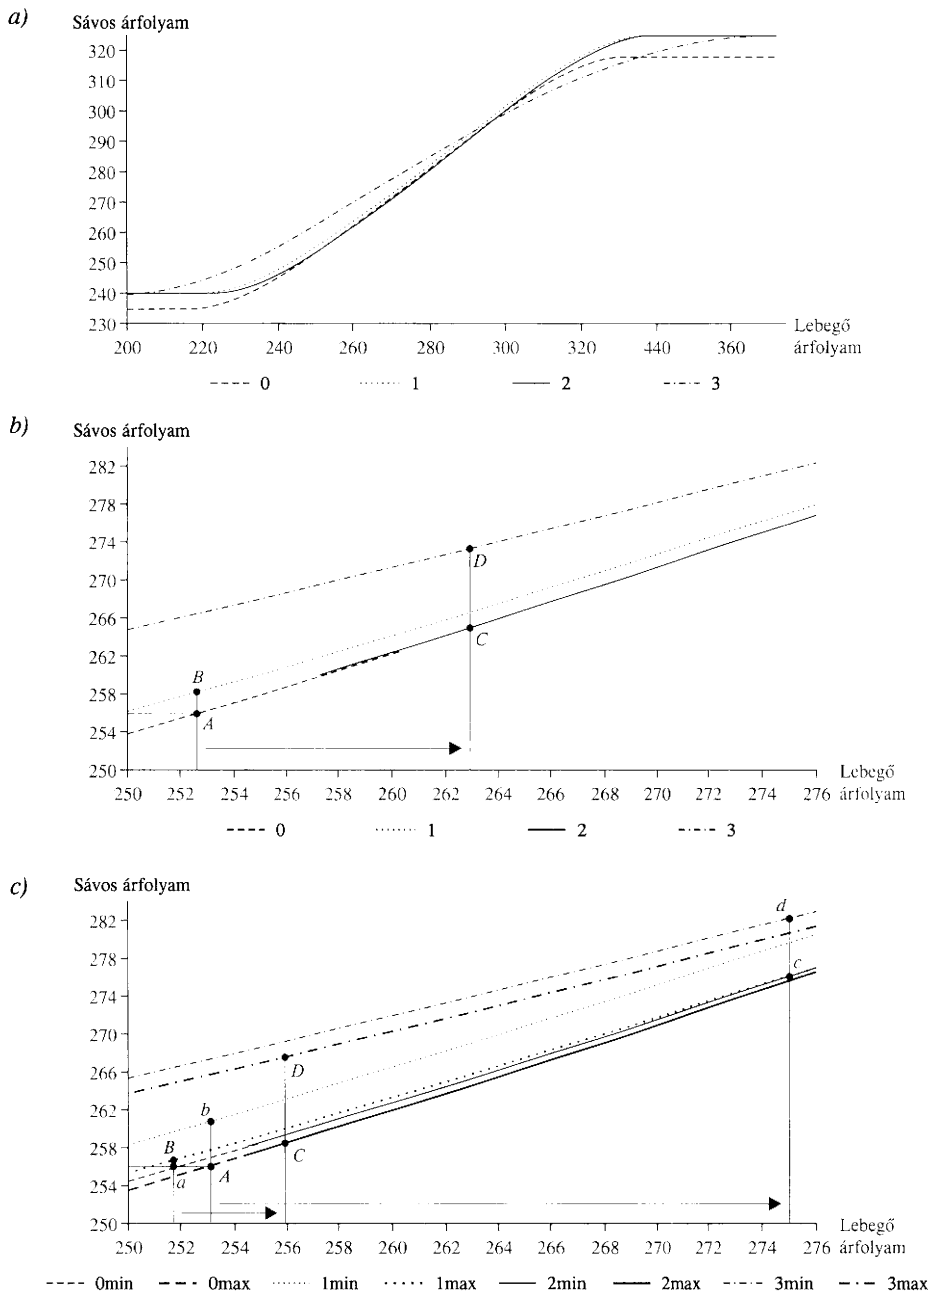 a)
Sávos árfolyam
320
310
300
290
280
270
260
250
240
230
200 220 240 260 280 300 320 440 360
Lebegő
árfolyam
0 1 2 3
b)
Sávos árfolyam
282
278
274
270
266
262
258
254
250
D
C
B
A
250 252 254 256 258 260 262 264 266 268 270 272 274 276
Lebegő
árfolyam
0 1 2 3
c)
Sávos árfolyam
282
278
274
270
266
262
258
254
250
d
c
D
b
B
C
a A
250 252 254 256 258 260 262 264 266 268 270 272 274 276
Lebegő
árfolyam
0min 0max 1min 1max 2min 2max 3min 3max